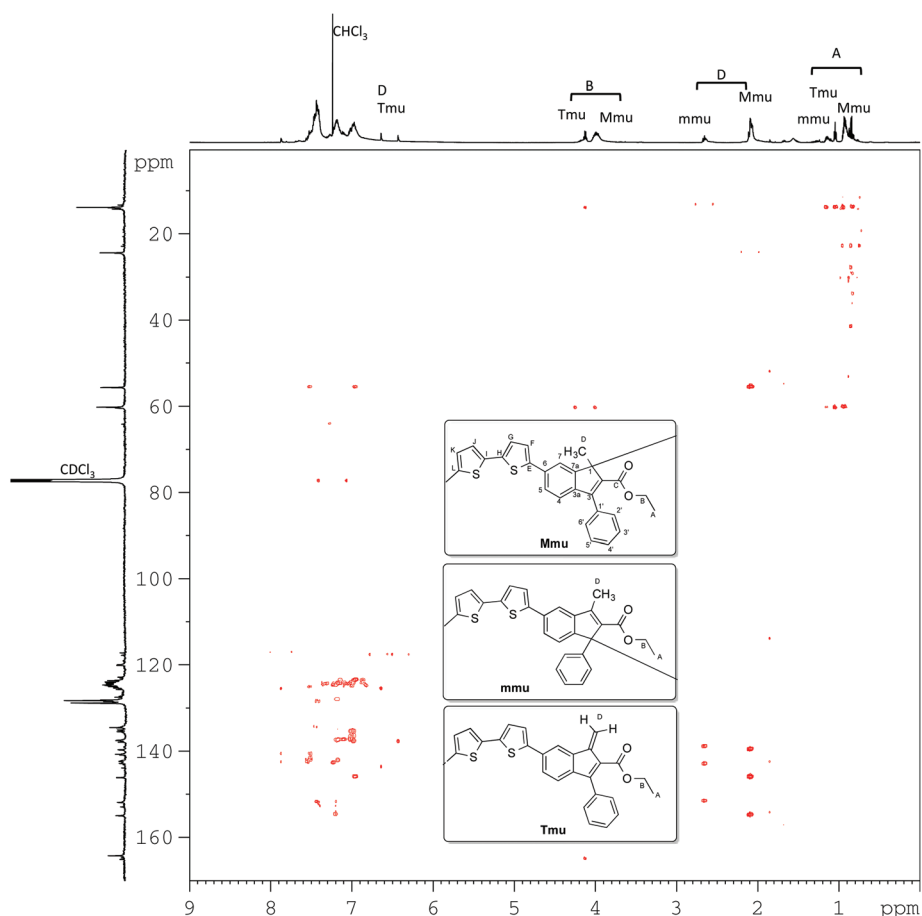 CHCl3
D
Tmu
B
Tmu
Mmu
D
mmu
Mmu
A
Tmu
mmu
Mmu
ppm
20
40
60
CDCl3
80
100
120
140
160
9
8
7
6
5
4
3
2
1
ppm
D
H3C
K
J
G
F
L
S
I
H
S
E
6
7
7a
1
5
4
3a
3
C
O
O
B
A
1'
2'
3'
4'
5'
6'
Mmu
D
CH3
S
S
O
O
B
A
mmu
H
D
H
S
S
O
O
B
A
Tmu